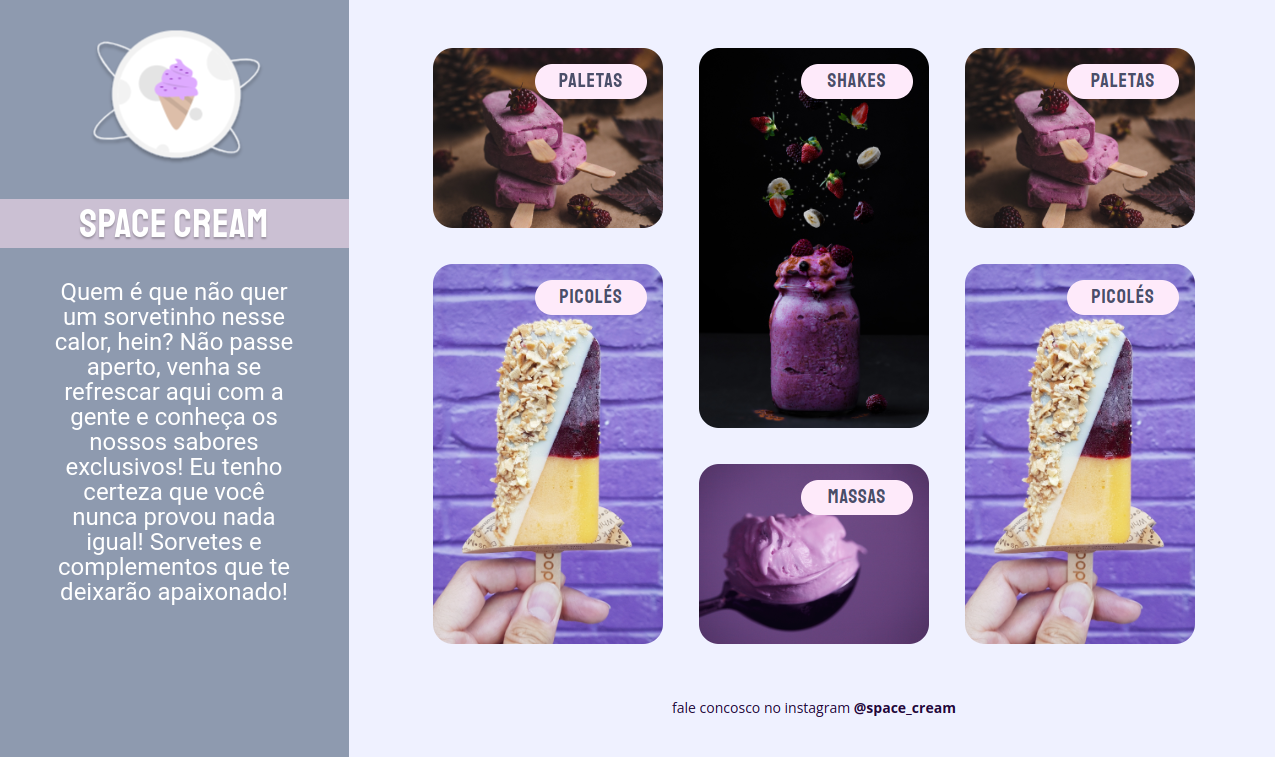 SPACE CREAM
Quem é que não quer
um sorvetinho nesse
calor, hein? Não passe
aperto, venha se
refrescar aqui com a
gente e conheça os
nossos sabores
exclusivos! Eu tenho
certeza que você
nunca provou nada
igual! Sorvetes e
complementos que te
deixarão apaixonado!
PALETAS
SHAKES
PALETAS
PICOLÉS
PICOLÉS
MASSAS
fale concosco no instagram @space_cream